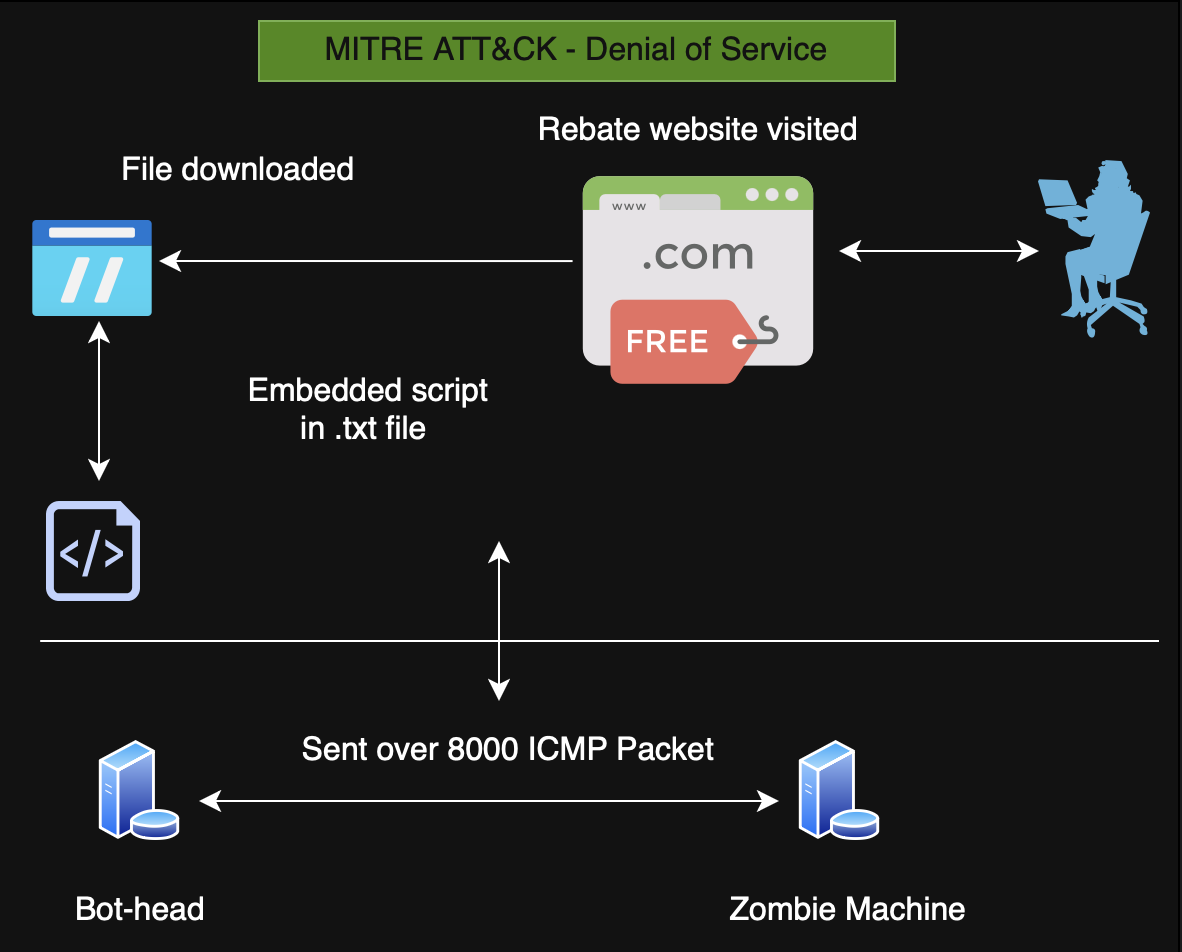 MITRE ATT&CK - Denial of Service
Rebate website visited
File downloaded
www
.com
FREE
Embedded script
in .txt file
</>
Sent over 8000 ICMP Packet
Bot-head
Zombie Machine